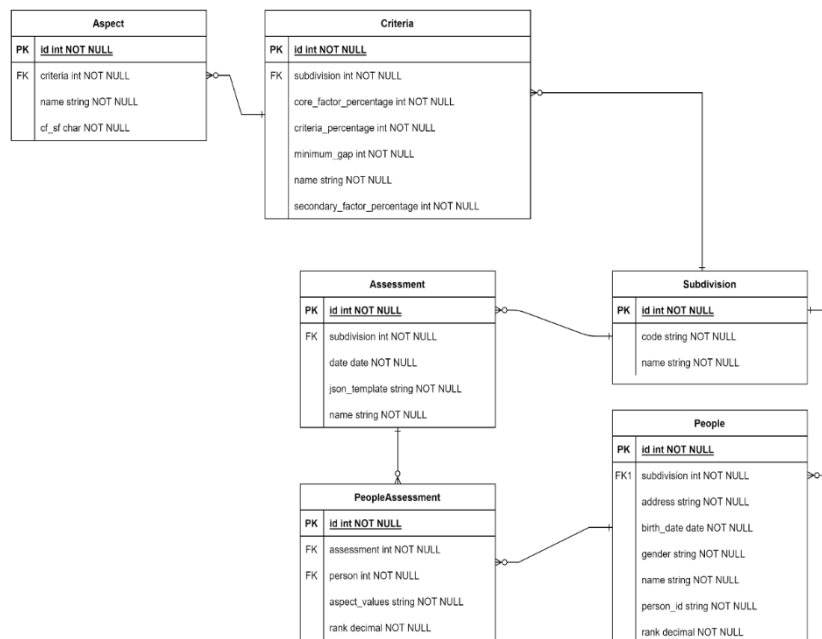 Aspect
PK id int NOT NULL
FK criteria int NOT NULL
name string NOT NULL
cf_sf char NOT NULL
Criteria
PK id int NOT NULL
FK subdivision int NOT NULL
core_factor_percentage int NOT NULL
criteria_percentage int NOT NULL
minimum_gap int NOT NULL
name string NOT NULL
secondary_factor_percentage int NOT NULL
Assessment
PK id int NOT NULL
FK subdivision int NOT NULL
date date NOT NULL
json_template string NOT NULL
name string NOT NULL
Subdivision
PK id int NOT NULL
code string NOT NULL
name string NOT NULL
PeopleAssessment
PK id int NOT NULL
FK assessment int NOT NULL
FK person int NOT NULL
aspect_values string NOT NULL
rank decimal NOT NULL
People
PK id int NOT NULL
FK1 subdivision int NOT NULL
address string NOT NULL
birth_date date NOT NULL
gender string NOT NULL
name string NOT NULL
person_id string NOT NULL
rank decimal NOT NULL